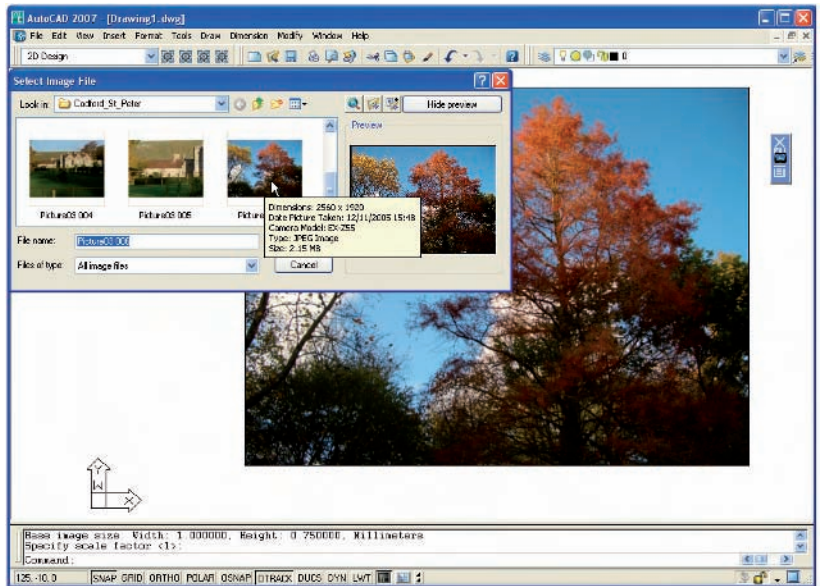 AutoCAD 2007 - [Drawing1.dwg]
File Edit View Insert Format Tools Draw Dimension Modify Window Help
2D Design
0
Select Image File
Look in: Codford_St_Peter
Hide preview
Preview
Picture03 004
Picture03 005
Picture
Dimensions: 2560 x 1920
Date Picture Taken: 12/11/2005 15:48
Camera Model: EX-Z55
Type: JPEG Image
Size: 2.15 MB
File name: Picture03 006
Files of type: All image files
Cancel
Y
W
X
Base image size: Width: 1.000000, Height: 0.750000, Millimeters
Specify scale factor <1>:
Command:
125,-10, 0 SNAP GRID ORTHO POLAR OSNAP OTRACK DUCS DYN LWT